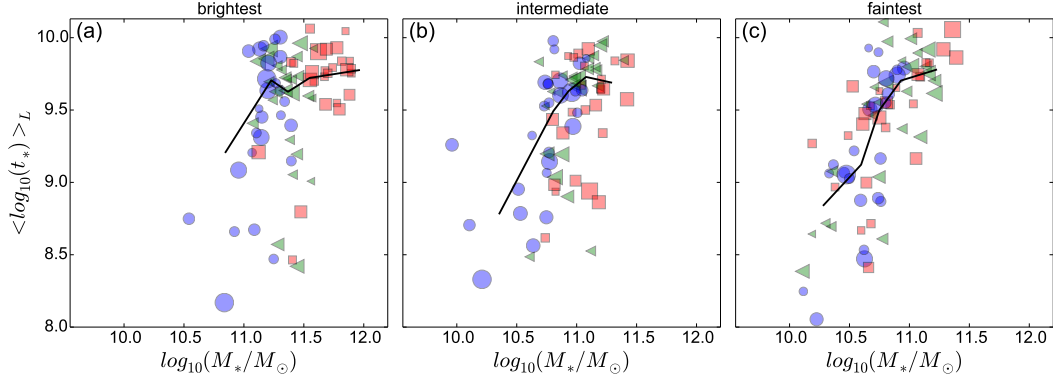 brightest intermediate faintest
(a) (b) (c)
<log₁₀(t*)>L
10.0
9.5
9.0
8.5
8.0
10.0 10.5 11.0 11.5 12.0 10.0 10.5 11.0 11.5 12.0 10.0 10.5 11.0 11.5 12.0
log₁₀(M*/M⊙) log₁₀(M*/M⊙) log₁₀(M*/M⊙)